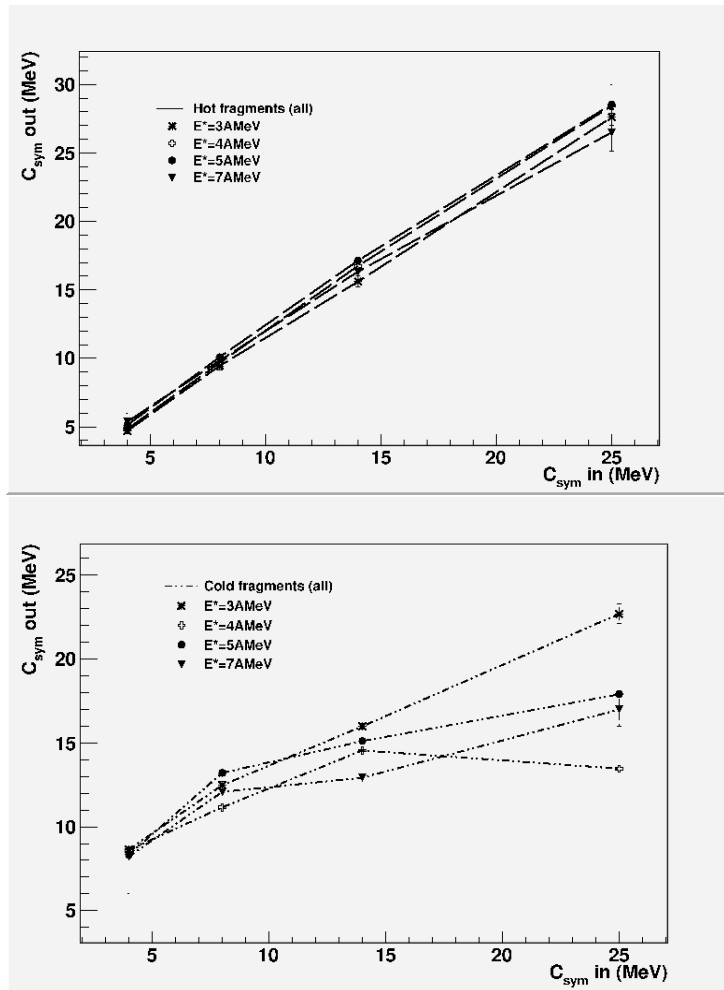 C_sym out (MeV)
30
25
20
15
10
5
Hot fragments (all)
E*=3AMeV
E*=4AMeV
E*=5AMeV
E*=7AMeV
5 10 15 20 25
C_sym in (MeV)
C_sym out (MeV)
25
20
15
10
5
Cold fragments (all)
E*=3AMeV
E*=4AMeV
E*=5AMeV
E*=7AMeV
5 10 15 20 25
C_sym in (MeV)